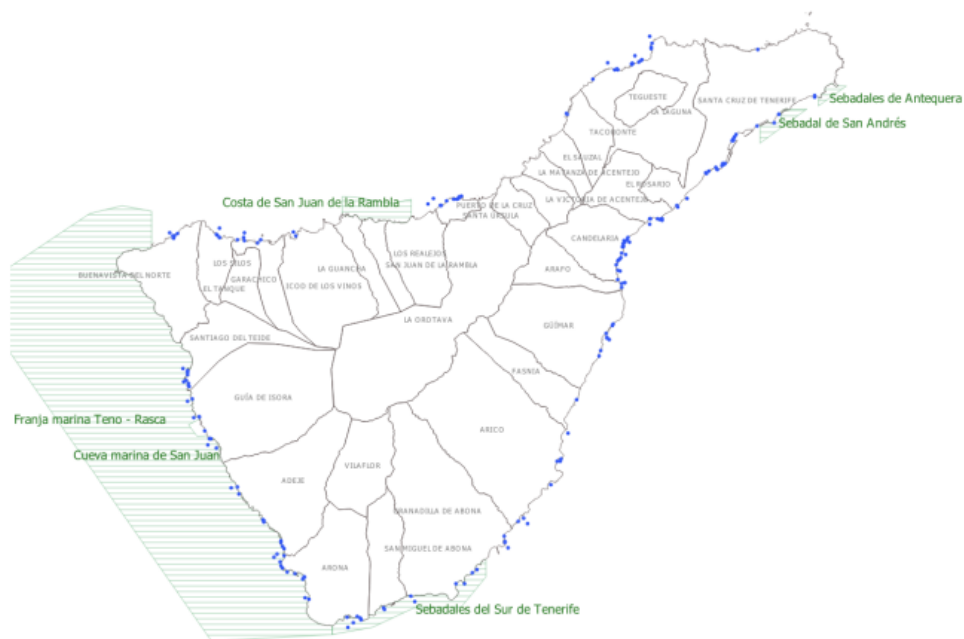 Sebadales de Antequera
TEGUESTE
SANTA CRUZ DE TENERIFE
LA LAGUNA
Sebadal de San Andrés
TACORONTE
EL SAUZAL
LA MATANZA DE ACENTEJO
EL ROSARIO
LA VICTORIA DE ACENTEJO
Costa de San Juan de la Rambla
PUERTO DE LA CRUZ
SANTA URSULA
CANDELARIA
LOS REALEJOS
SAN JUAN DE LA RAMBLA
LOS SILOS
LA GUANCHA
ARAFO
BUENAVISTA DEL NORTE
GARACHICO
EL TANQUE
ICOD DE LOS VINOS
LA OROTAVA
GÜÍMAR
SANTIAGO DEL TEIDE
FASNIA
GUÍA DE ISORA
Franja marina Teno - Rasca
ARICO
Cueva marina de San Juan
VILAFLOR
ADEJE
GRANADILLA DE ABONA
SAN MIGUEL DE ABONA
ARONA
Sebadales del Sur de Tenerife